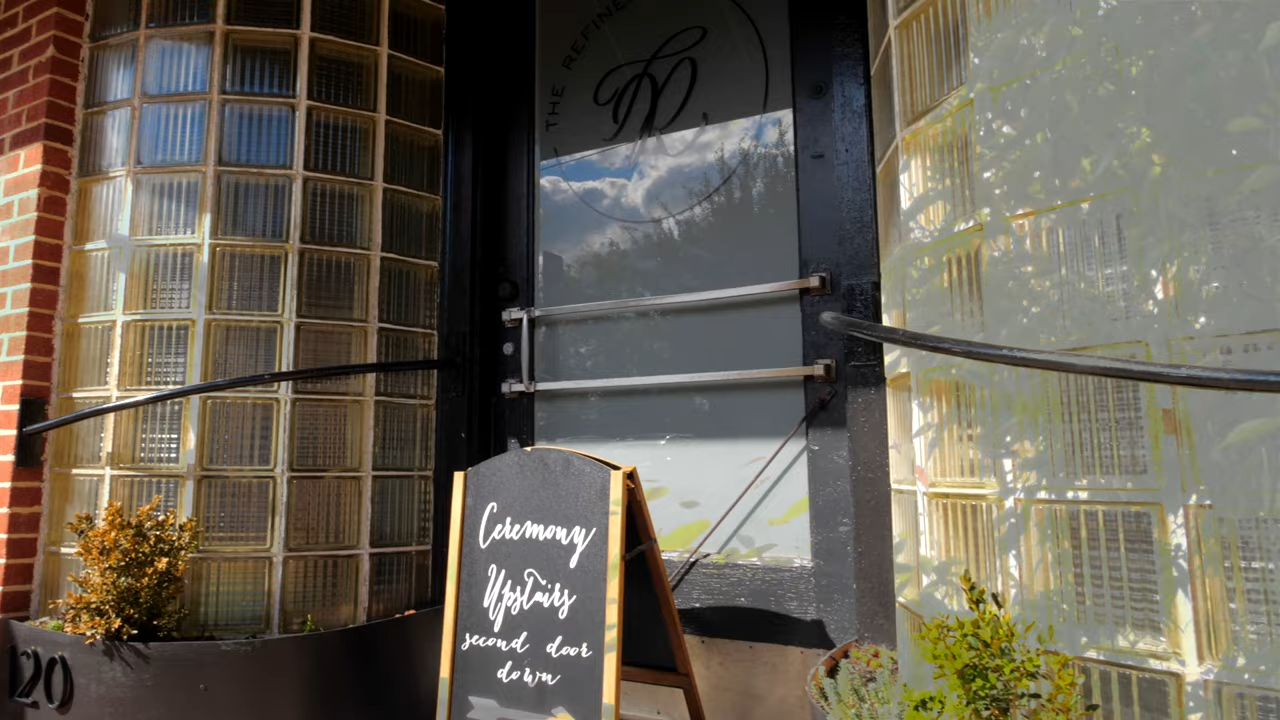 THE REFINE
R
Ceremony
Upstairs
second door
down
120